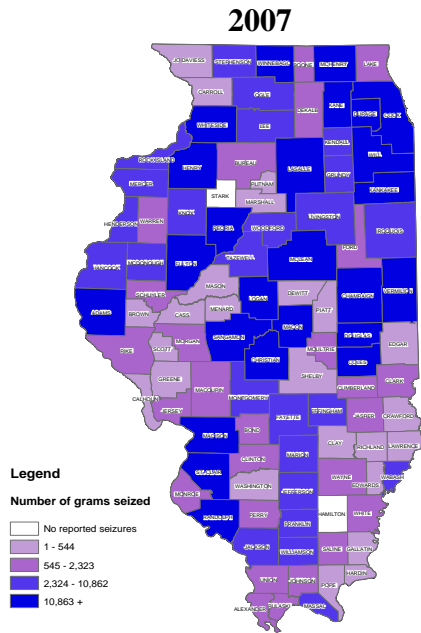 2007
JO DAVIESS STEPHENSON WINNEBAGO BOONE MCHENRY LAKE
CARROLL OGLE DEKALB KANE DUPAGE COOK
WHITESIDE LEE KENDALL WILL
ROCK ISLAND HENRY BUREAU LASALLE GRUNDY
MERCER PUTNAM KANKAKEE
STARK MARSHALL
HENDERSON WARREN KNOX PEORIA WOODFORD LIVINGSTON IROQUOIS
FORD
HANCOCK MCDONOUGH FULTON TAZEWELL MCLEAN
SCHUYLER MASON LOGAN DEWITT CHAMPAIGN VERMILION
ADAMS BROWN CASS MENARD PIATT
MACON
PIKE SCOTT MORGAN SANGAMON MOULTRIE DOUGLAS EDGAR
CHRISTIAN COLES
GREENE SHELBY
CALHOUN MACOUPIN MONTGOMERY CUMBERLAND CLARK
JERSEY FAYETTE EFFINGHAM JASPER CRAWFORD
MADISON BOND
CLAY RICHLAND LAWRENCE
CLINTON MARION
ST.CLAIR WAYNE WABASH
MONROE WASHINGTON JEFFERSON EDWARDS
RANDOLPH PERRY HAMILTON WHITE
FRANKLIN
JACKSON WILLIAMSON SALINE GALLATIN
HARDIN
UNION JOHNSON POPE
ALEXANDER PULASKI MASSAC
Legend
Number of grams seized
No reported seizures
1 - 544
545 - 2,323
2,324 - 10,862
10,863 +